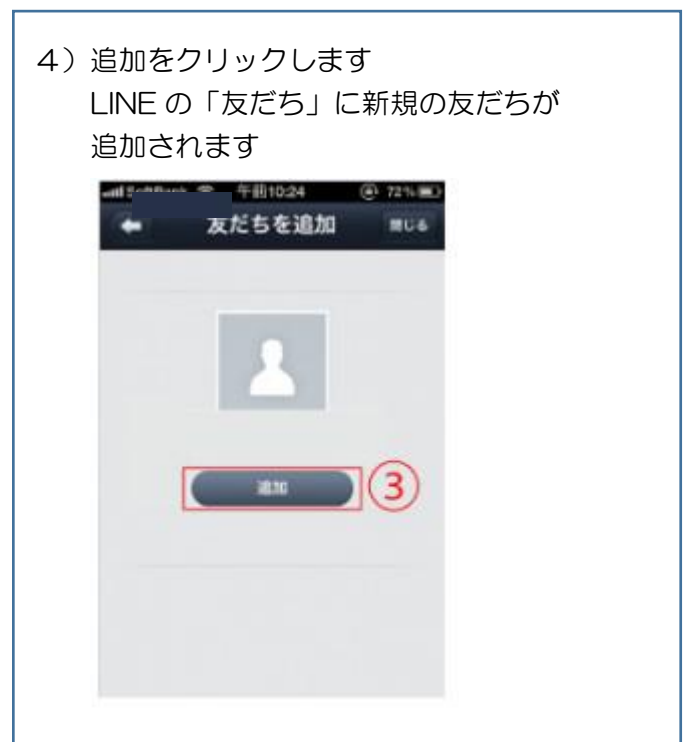 4）追加をクリックします
LINE の「友だち」に新規の友だちが
追加されます
午前10:24 72%
友だちを追加 閉じる
追加 ③